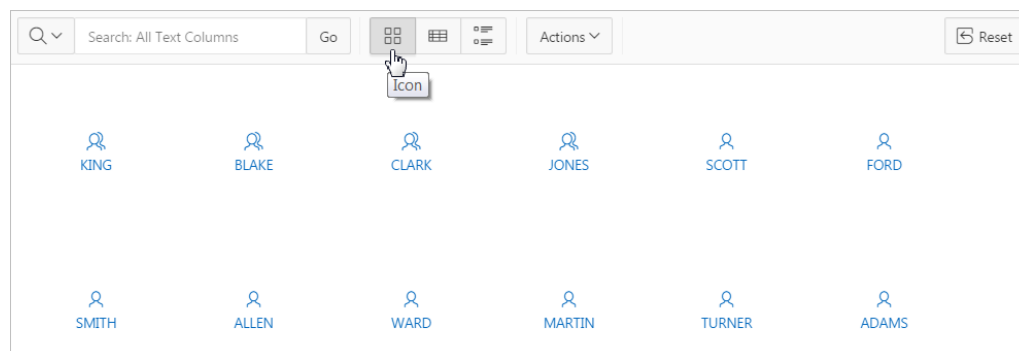 Search: All Text Columns Go Actions Reset
Icon
KING BLAKE CLARK JONES SCOTT FORD
SMITH ALLEN WARD MARTIN TURNER ADAMS